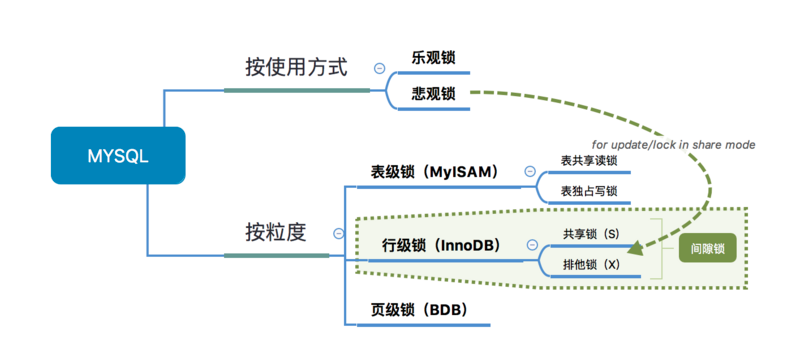 MYSQL
按使用方式
乐观锁
悲观锁
for update/lock in share mode
按粒度
表级锁（MyISAM）
表共享读锁
表独占写锁
行级锁（InnoDB）
共享锁（S）
排他锁（X）
间隙锁
页级锁（BDB）